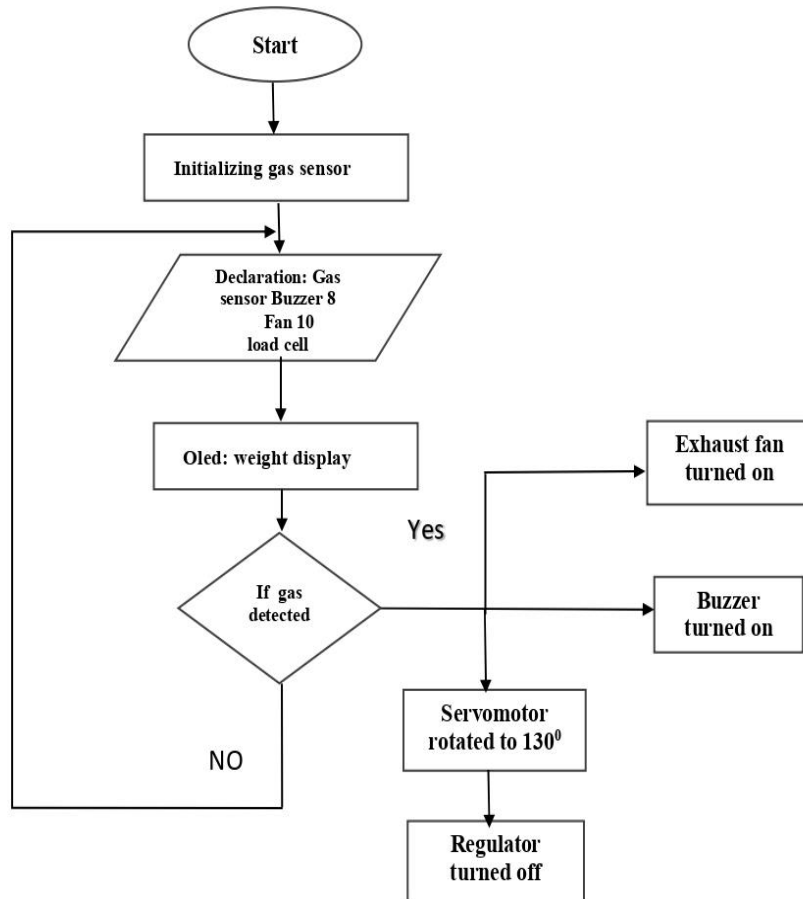 Start
Initializing gas sensor
Declaration: Gas
sensor Buzzer 8
Fan 10
load cell
Oled: weight display
If gas
detected
Yes
NO
Exhaust fan
turned on
Buzzer
turned on
Servomotor
rotated to 130⁰
Regulator
turned off